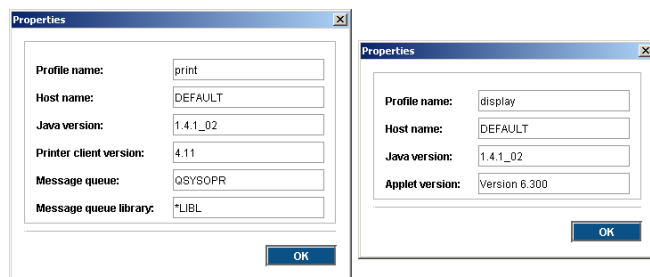 Properties
Profile name: print
Host name: DEFAULT
Java version: 1.4.1_02
Printer client version: 4.11
Message queue: QSYSOPR
Message queue library: *LIBL
OK
Properties
Profile name: display
Host name: DEFAULT
Java version: 1.4.1_02
Applet version: Version 6.300
OK